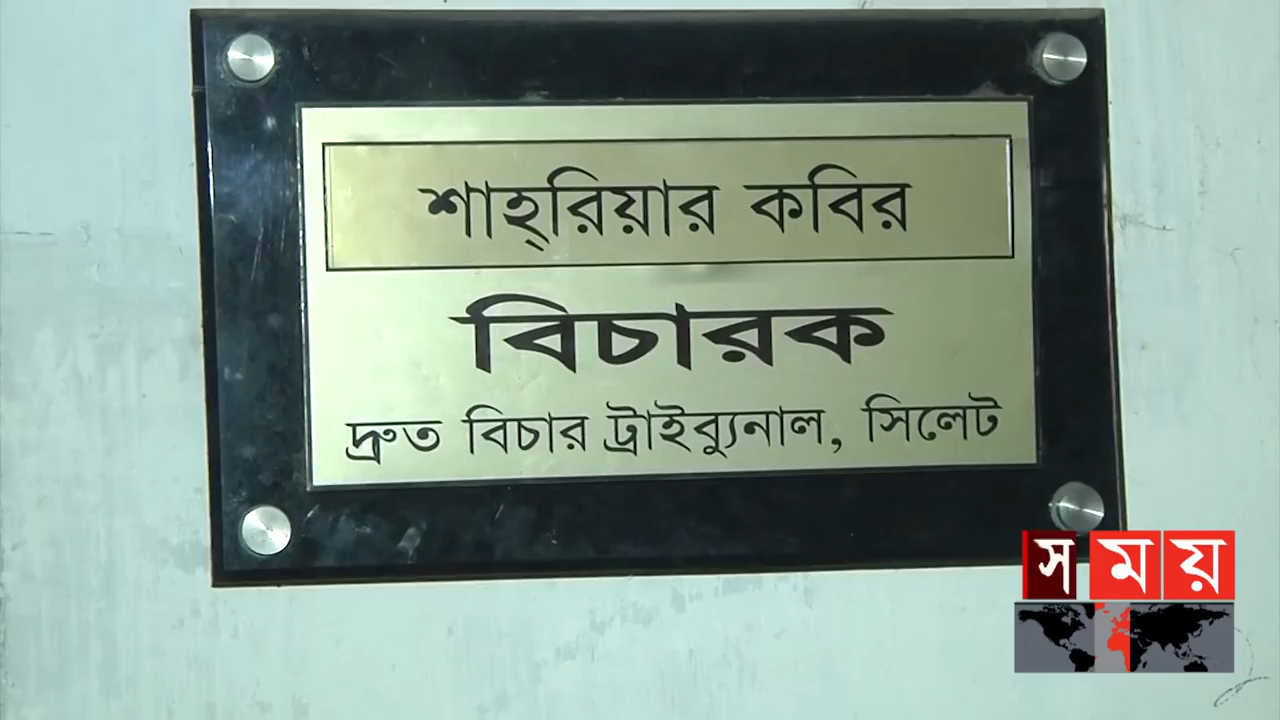 শাহ্‌রিয়ার কবির
বিচারক
দ্রুত বিচার ট্রাইব্যুনাল, সিলেট
সময়